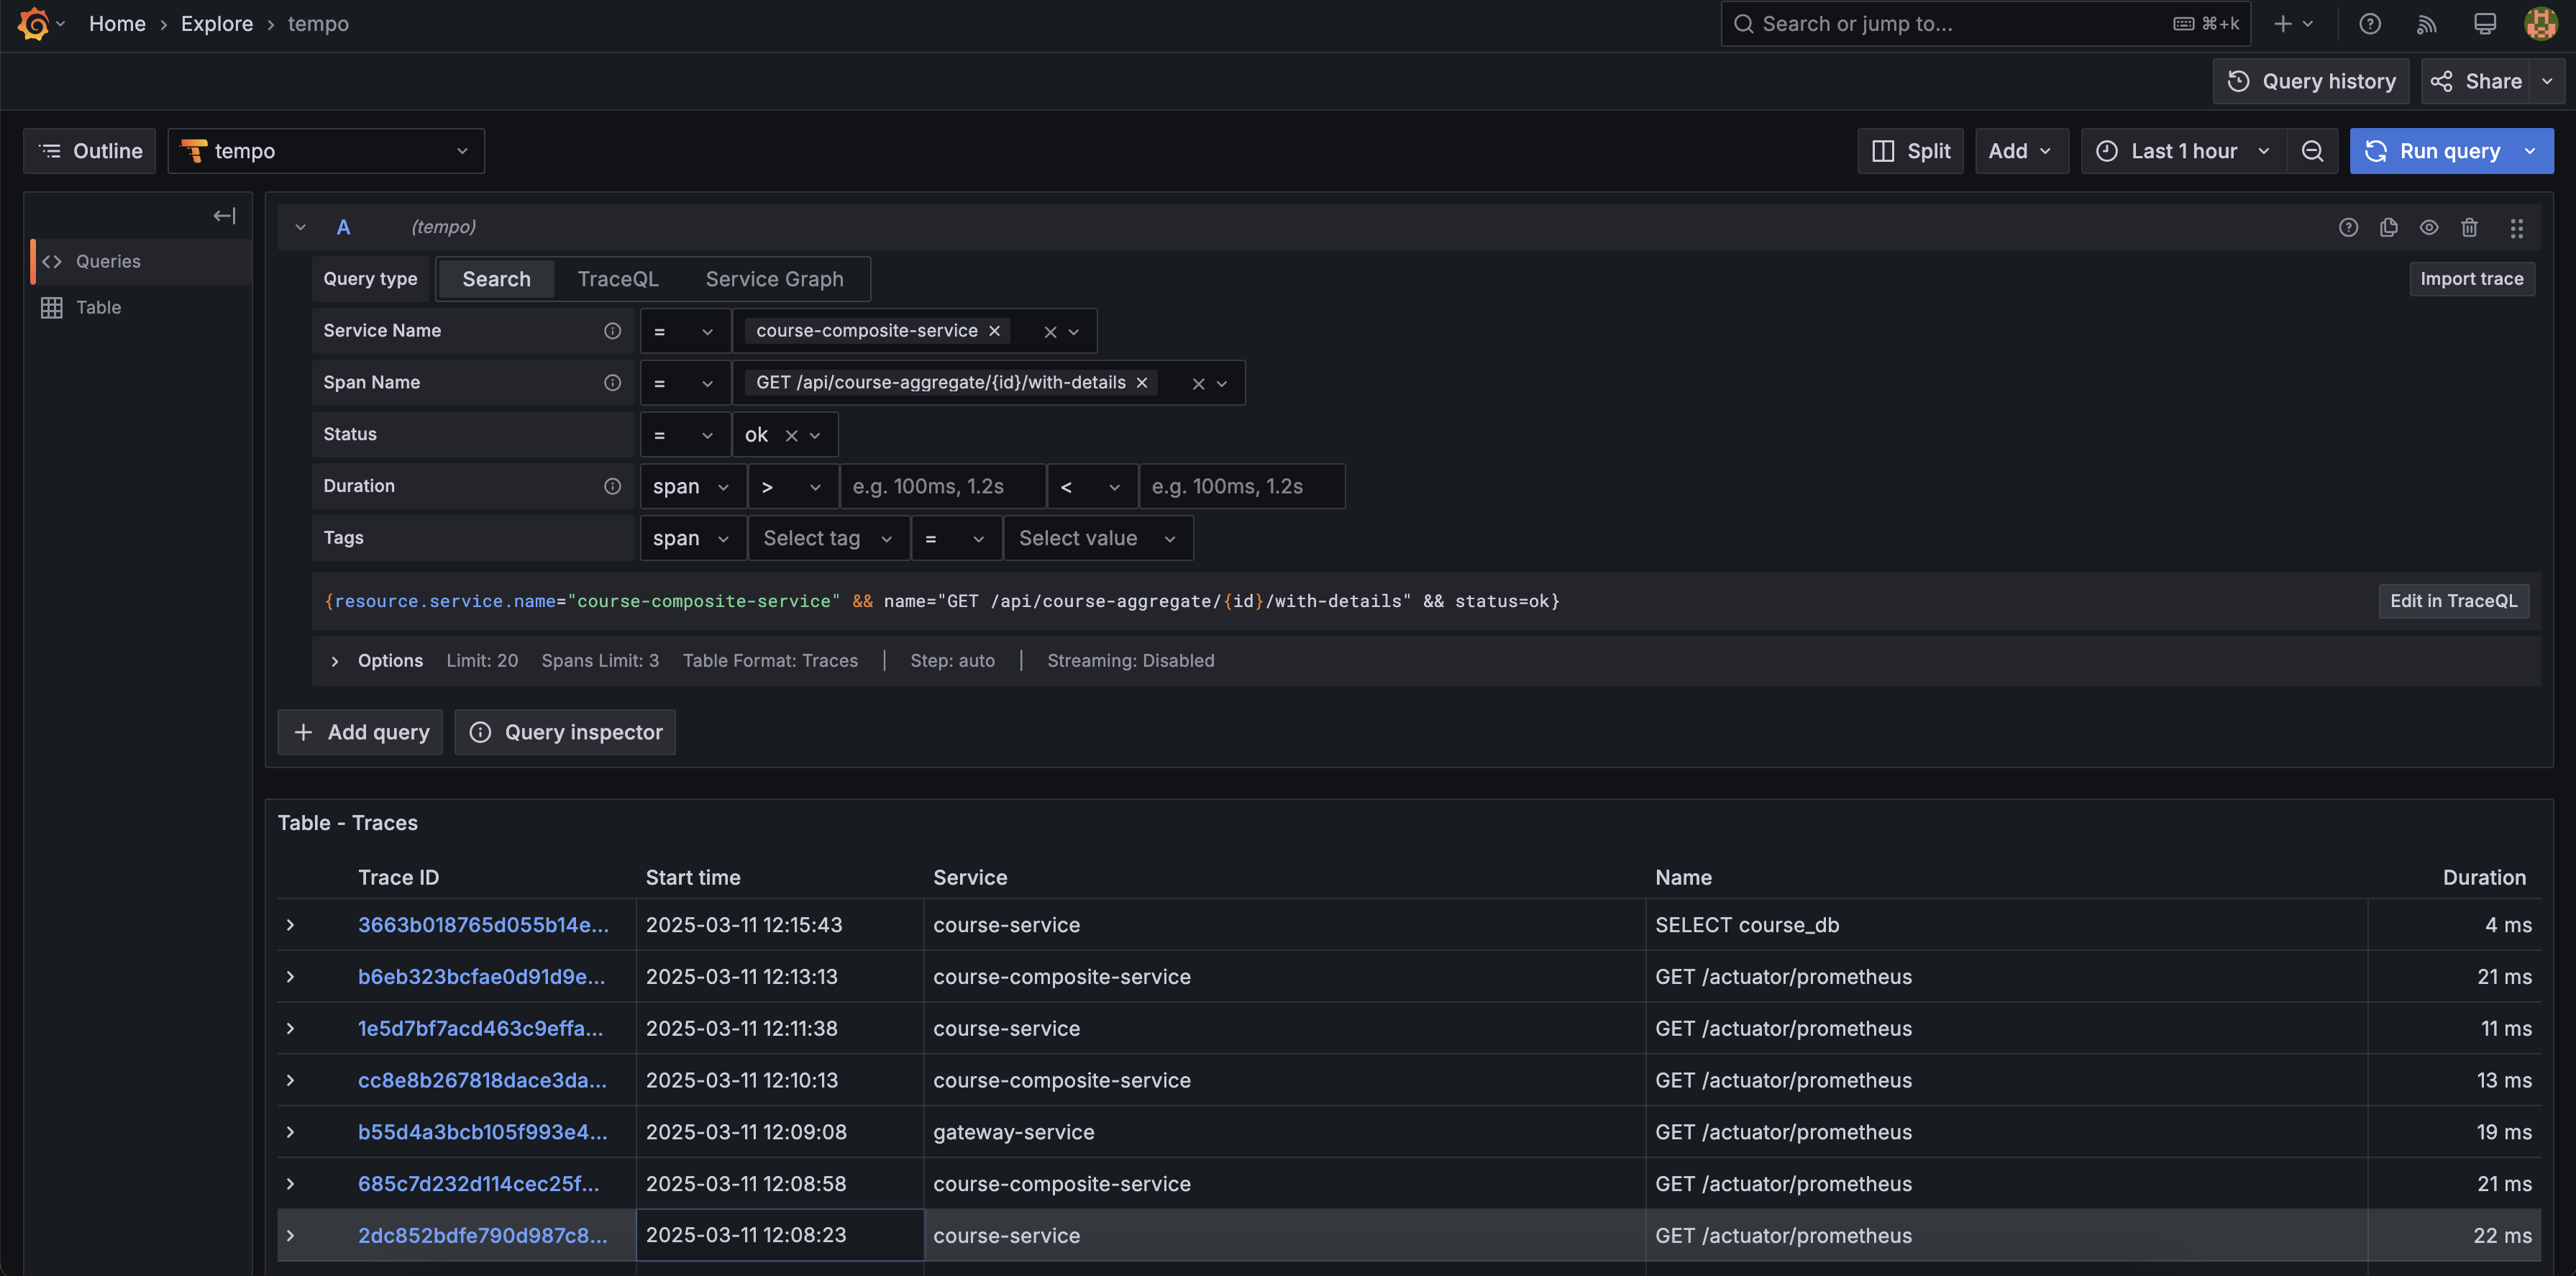 Home › Explore › tempo
Search or jump to... ⌘+k
Query history
Share
Outline
tempo
Split
Add
Last 1 hour
Run query
Queries
Table
A (tempo)
Query type Search TraceQL Service Graph
Import trace
Service Name = course-composite-service
Span Name = GET /api/course-aggregate/{id}/with-details
Status = ok
Duration span > e.g. 100ms, 1.2s < e.g. 100ms, 1.2s
Tags span Select tag = Select value
{resource.service.name="course-composite-service" && name="GET /api/course-aggregate/{id}/with-details" && status=ok}
Edit in TraceQL
Options Limit: 20 Spans Limit: 3 Table Format: Traces | Step: auto | Streaming: Disabled
+ Add query
Query inspector
Table - Traces
Trace ID Start time Service Name Duration
3663b018765d055b14e... 2025-03-11 12:15:43 course-service SELECT course_db 4 ms
b6eb323bcfae0d91d9e... 2025-03-11 12:13:13 course-composite-service GET /actuator/prometheus 21 ms
1e5d7bf7acd463c9effa... 2025-03-11 12:11:38 course-service GET /actuator/prometheus 11 ms
cc8e8b267818dace3da... 2025-03-11 12:10:13 course-composite-service GET /actuator/prometheus 13 ms
b55d4a3bcb105f993e4... 2025-03-11 12:09:08 gateway-service GET /actuator/prometheus 19 ms
685c7d232d114cec25f... 2025-03-11 12:08:58 course-composite-service GET /actuator/prometheus 21 ms
2dc852bdfe790d987c8... 2025-03-11 12:08:23 course-service GET /actuator/prometheus 22 ms